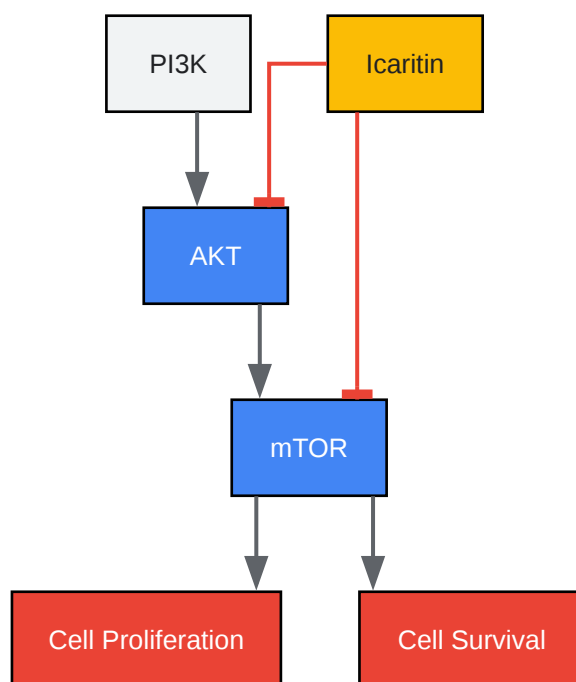 PI3K
Icaritin
AKT
mTOR
Cell Proliferation
Cell Survival